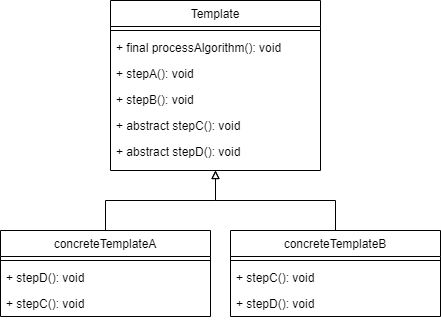 Template
+ final processAlgorithm(): void
+ stepA(): void
+ stepB(): void
+ abstract stepC(): void
+ abstract stepD(): void
concreteTemplateA
+ stepD(): void
+ stepC(): void
concreteTemplateB
+ stepC(): void
+ stepD(): void